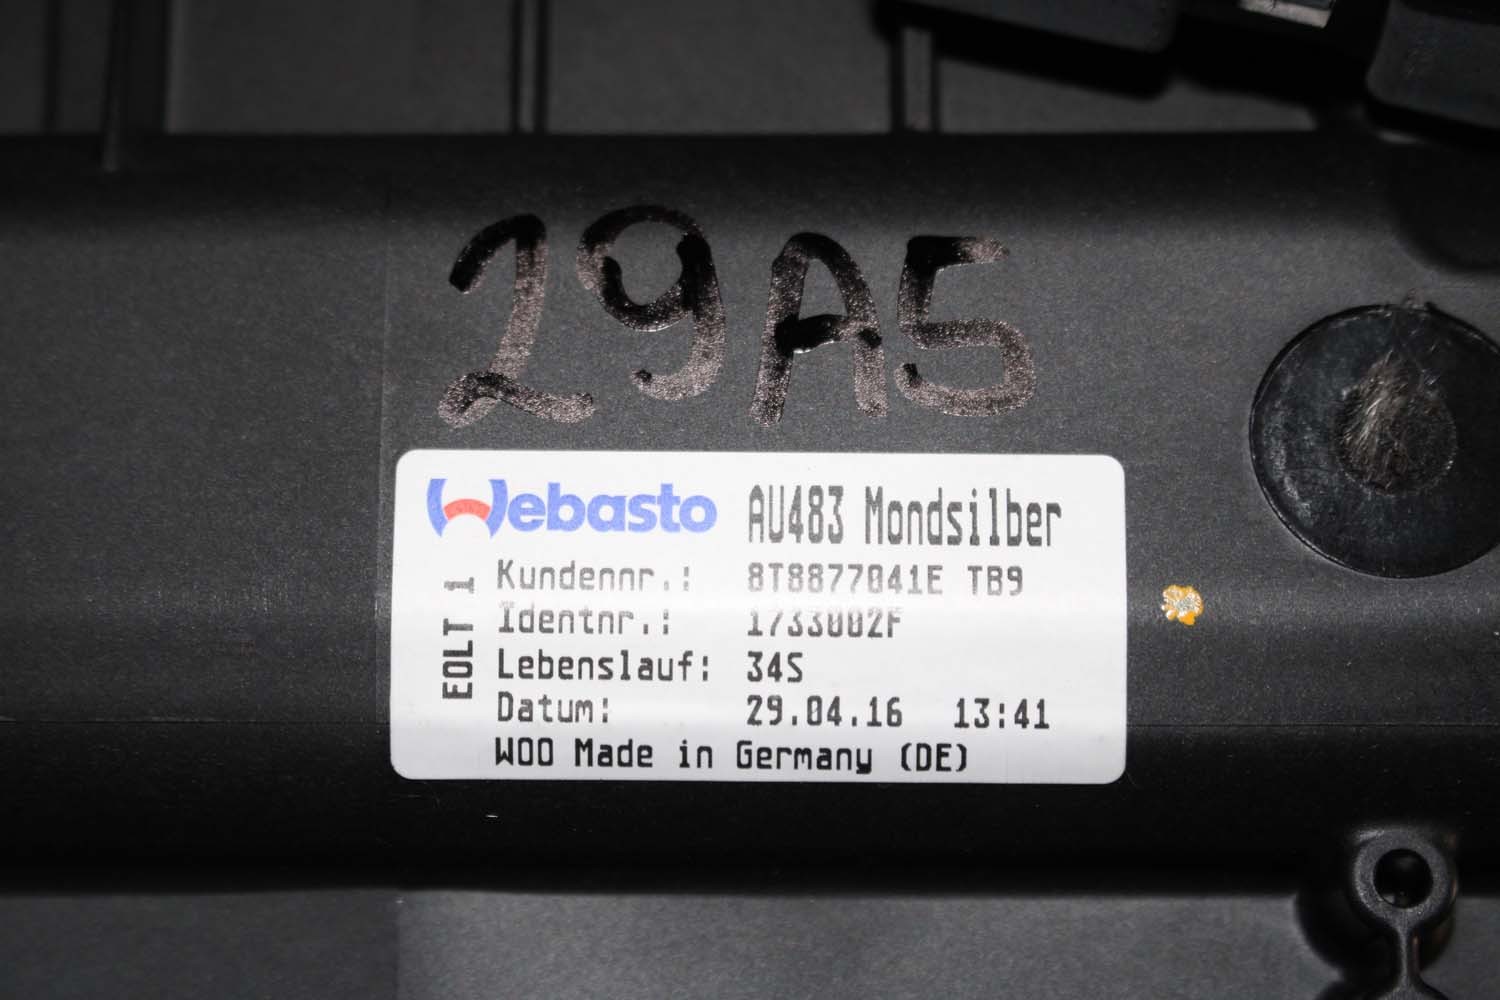 29A5
Webasto AU483 Mondsilber
EOLT 1
Kundennr.: 8T8877041E TB9
Identnr.: 1733002F
Lebenslauf: 34S
Datum: 29.04.16 13:41
WOO Made in Germany (DE)